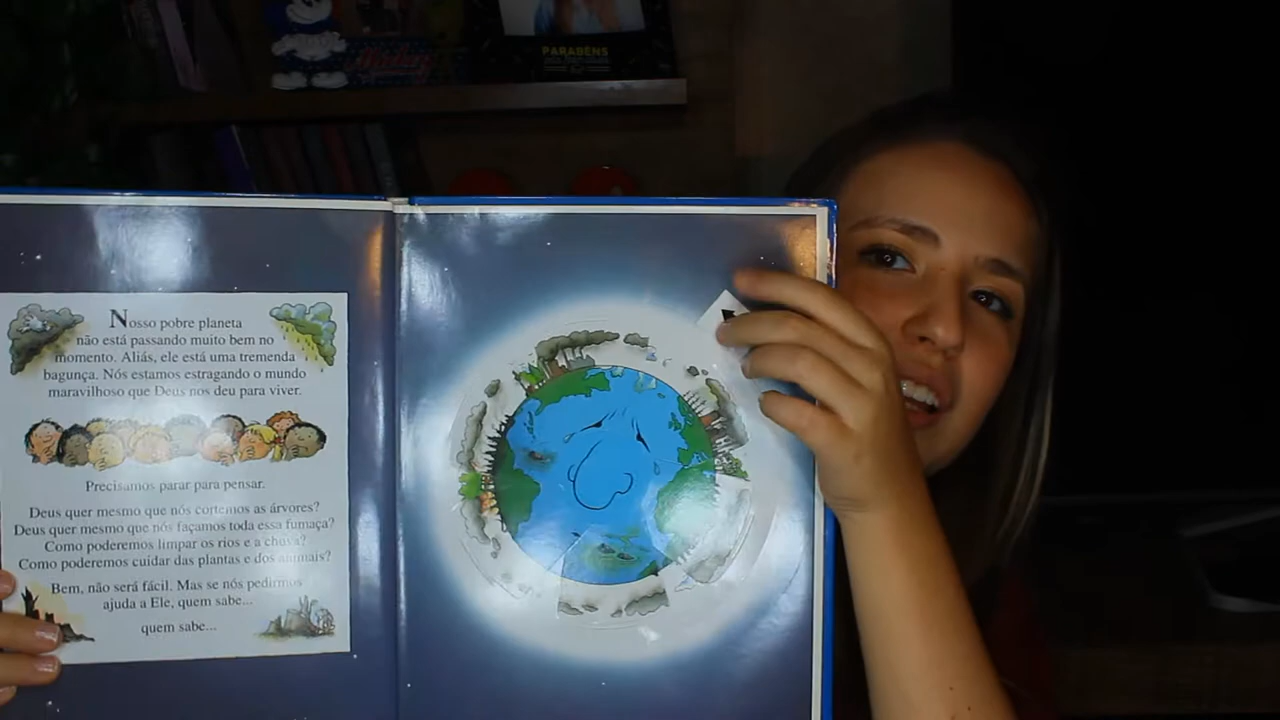 PARABÉNS
Nosso pobre planeta
não está passando muito bem no
momento. Aliás, ele está uma tremenda
bagunça. Nós estamos estragando o mundo
maravilhoso que Deus nos deu para viver.
Precisamos parar para pensar.
Deus quer mesmo que nós cortemos as árvores?
Deus quer mesmo que nós façamos toda essa fumaça?
Como poderemos limpar os rios e a chuva?
Como poderemos cuidar das plantas e dos animais?
Bem, não será fácil. Mas se nós pedirmos
ajuda a Ele, quem sabe...
quem sabe...